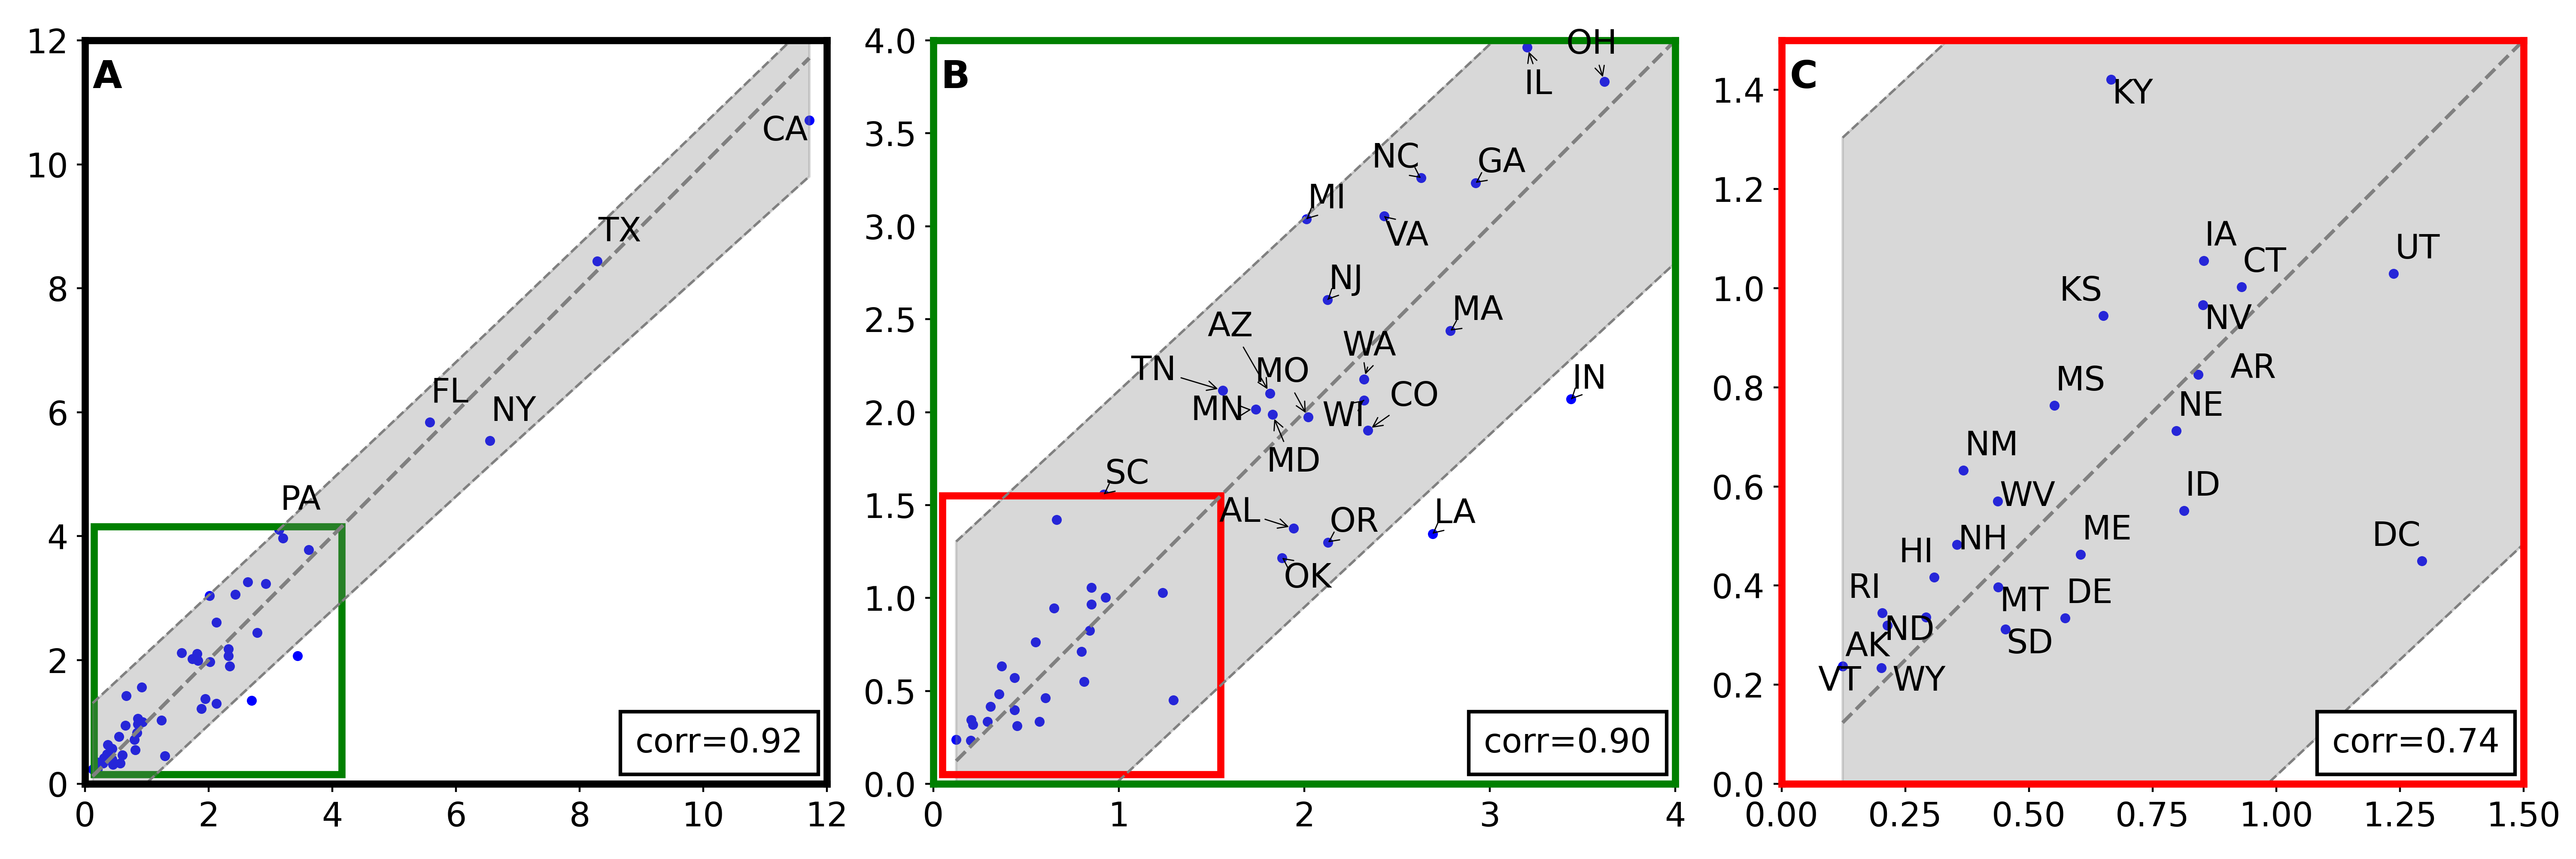 A
12
10
8
6
4
2
0
CA
TX
FL
NY
PA
corr=0.92
0 2 4 6 8 10 12
B
4.0
3.5
3.0
2.5
2.0
1.5
1.0
0.5
0.0
OH
IL
NC
GA
MI
VA
NJ
MA
AZ
WA
TN
MO
IN
MN
WI
CO
MD
SC
AL
OR
LA
OK
corr=0.90
0 1 2 3 4
C
1.4
1.2
1.0
0.8
0.6
0.4
0.2
0.0
KY
IA
UT
CT
KS
NV
AR
MS
NE
NM
ID
WV
ME
DC
NH
HI
RI
DE
MT
ND
SD
AK
VT
WY
corr=0.74
0.00 0.25 0.50 0.75 1.00 1.25 1.50